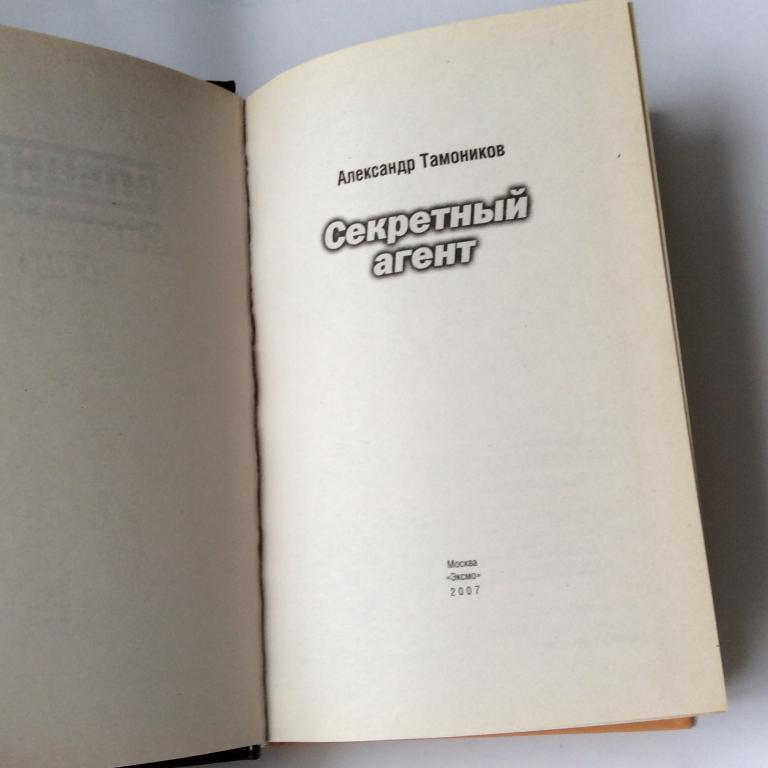 Александр Тамоников
Секретный
агент
Москва
«Эксмо»
2007